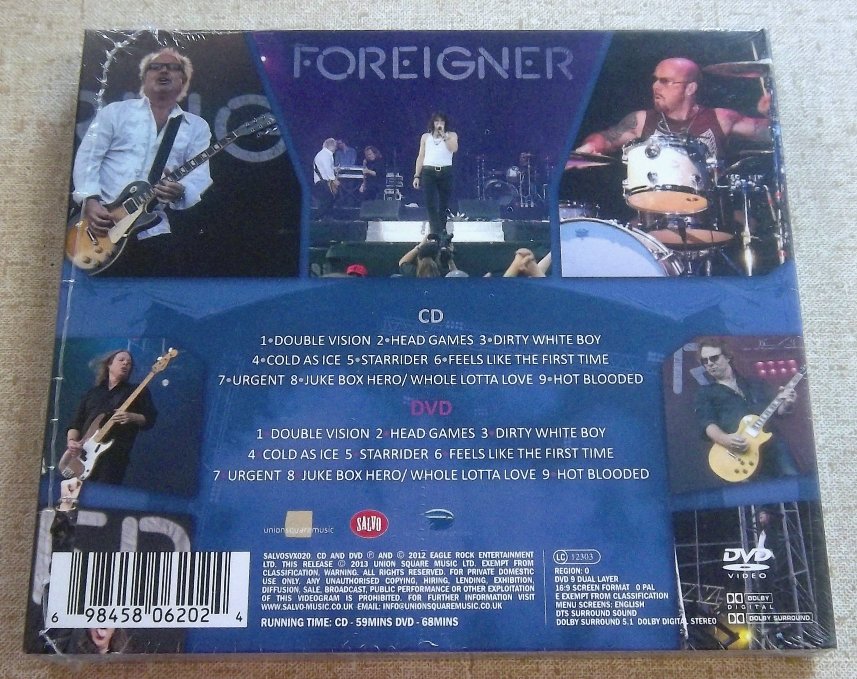 FOREIGNER
CD
1•DOUBLE VISION 2•HEAD GAMES 3•DIRTY WHITE BOY
4•COLD AS ICE 5•STARRIDER 6•FEELS LIKE THE FIRST TIME
7•URGENT 8•JUKE BOX HERO/ WHOLE LOTTA LOVE 9•HOT BLOODED
DVD
1•DOUBLE VISION 2•HEAD GAMES 3•DIRTY WHITE BOY
4•COLD AS ICE 5•STARRIDER 6•FEELS LIKE THE FIRST TIME
7•URGENT 8•JUKE BOX HERO/ WHOLE LOTTA LOVE 9•HOT BLOODED
unionsquaremusic
SALVO
SALVOSVX020 CD AND DVD Ⓟ AND © 2012 EAGLE ROCK ENTERTAINMENT
LTD. THIS RELEASE © 2013 UNION SQUARE MUSIC LTD. EXEMPT FROM
CLASSIFICATION. WARNING. ALL RIGHTS RESERVED. FOR PRIVATE DOMESTIC
USE ONLY. ANY UNAUTHORISED COPYING, HIRING, LENDING, EXHIBITION,
DIFFUSION, SALE, BROADCAST, PUBLIC PERFORMANCE OR OTHER EXPLOITATION
OF THIS VIDEOGRAM IS PROHIBITED. FOR FURTHER INFORMATION VISIT
WWW.SALVO-MUSIC.CO.UK EMAIL: INFO@UNIONSQUAREMUSIC.CO.UK
RUNNING TIME: CD - 59MINS DVD - 68MINS
LC 12303
REGION: 0
DVD 9 DUAL LAYER
16:9 SCREEN FORMAT 0 PAL
E EXEMPT FROM CLASSIFICATION
MENU SCREENS: ENGLISH
DTS SURROUND SOUND
DOLBY SURROUND 5.1 DOLBY DIGITAL STEREO
DVD
VIDEO
DOLBY
DIGITAL
DOLBY SURROUND
6 98458 06202 4